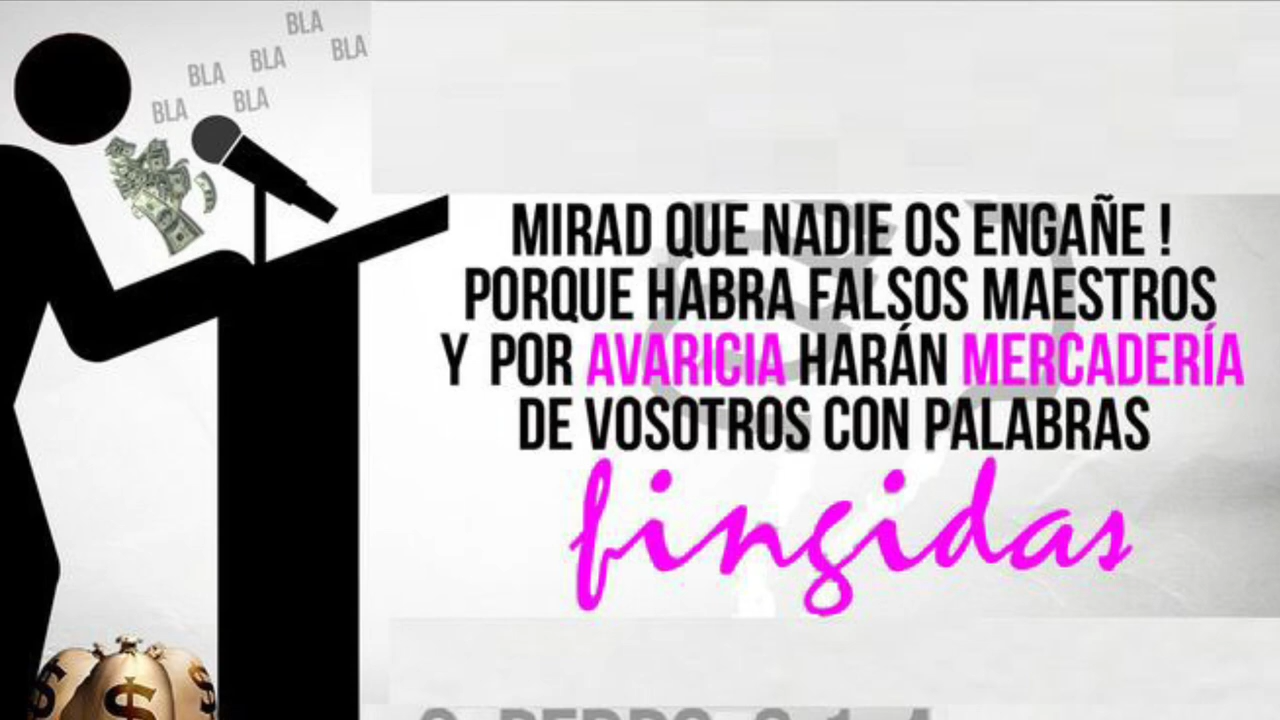 BLA
BLA
BLA
BLA
BLA
BLA
MIRAD QUE NADIE OS ENGAÑE !
PORQUE HABRA FALSOS MAESTROS
Y POR AVARICIA HARÁN MERCADERÍA
DE VOSOTROS CON PALABRAS
fingidas
$ $ $